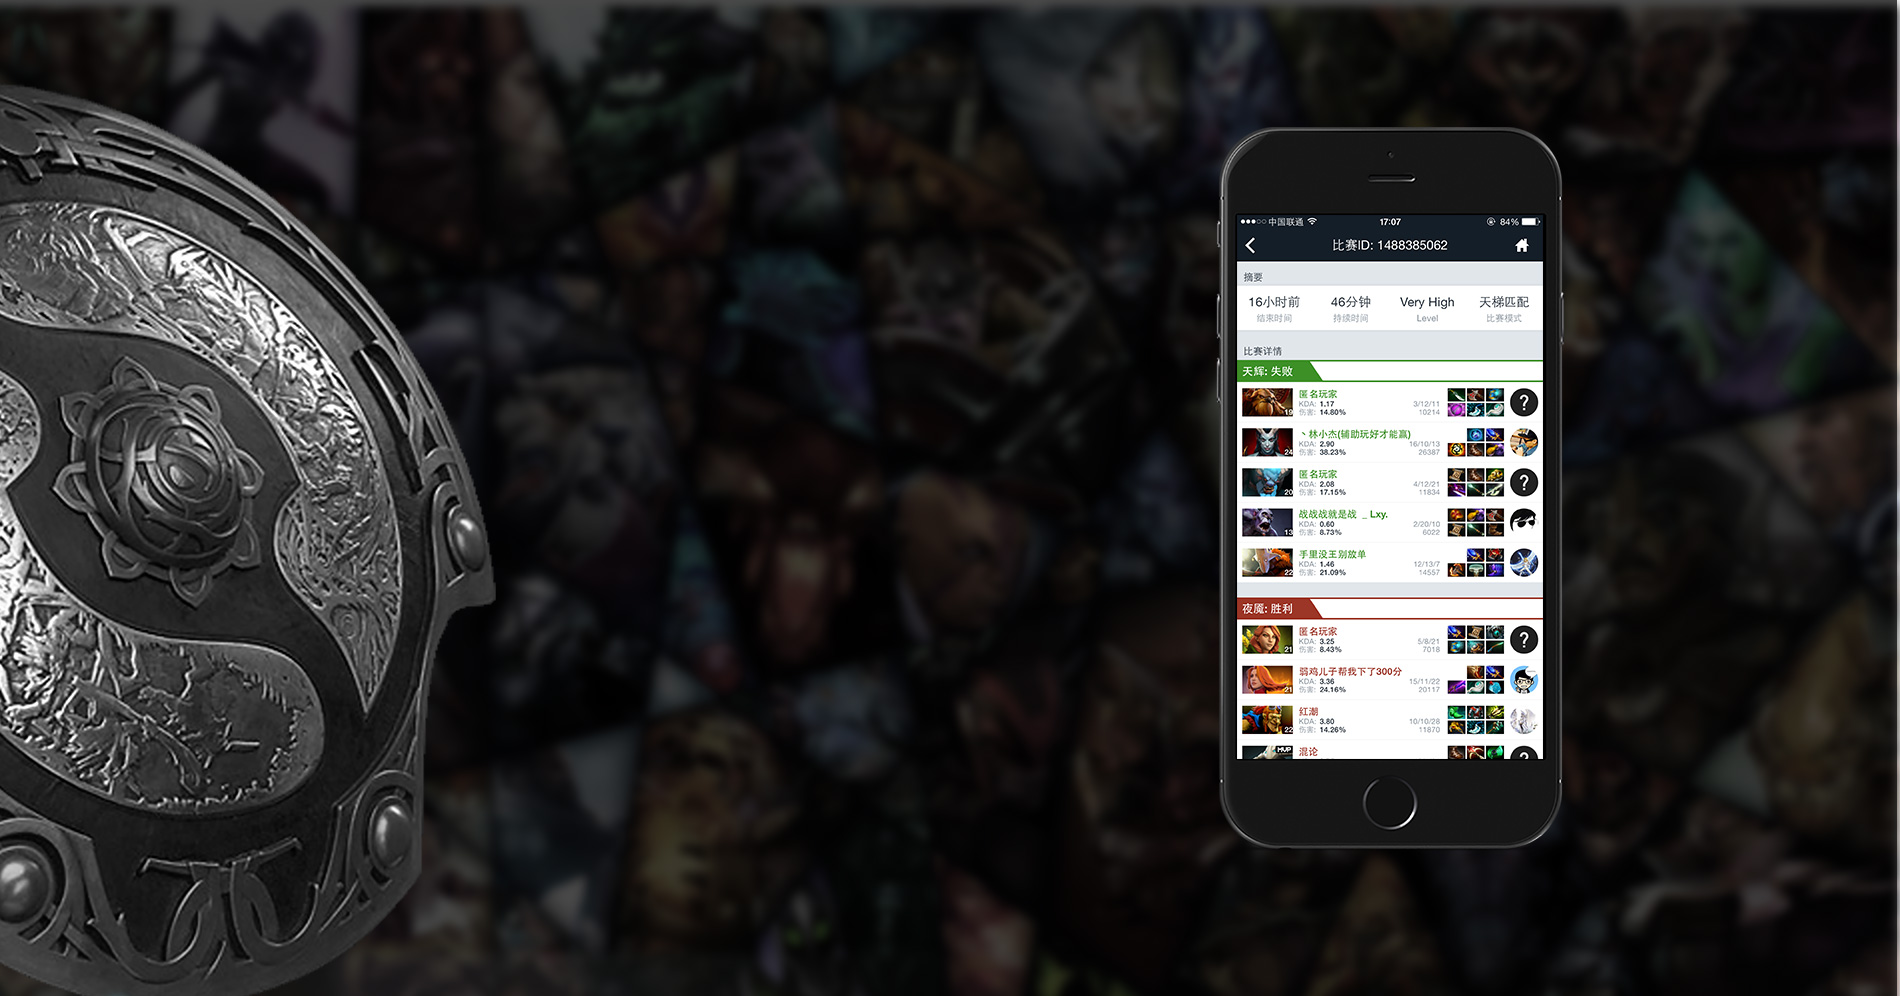 中国联通 17:07 84%
比赛ID: 1488385062
摘要
16小时前 46分钟 Very High 天梯匹配
结束时间 持续时间 Level 比赛模式
比赛详情
天辉: 失败
匿名玩家
KDA: 1.17 3/12/11
19 伤害: 14.80% 10214
?
丶林小杰(辅助玩好才能赢)
KDA: 2.90 16/10/13
24 伤害: 38.23% 26387
匿名玩家
KDA: 2.08 4/12/21
20 伤害: 17.15% 11834
?
战战战就是战 _ Lxy.
KDA: 0.60 2/20/10
13 伤害: 8.73% 6022
手里没王别放单
KDA: 1.46 12/13/7
22 伤害: 21.09% 14557
夜魇: 胜利
匿名玩家
KDA: 3.25 5/8/21
21 伤害: 8.43% 7018
?
弱鸡儿子帮我下了300分
KDA: 3.36 15/11/22
21 伤害: 24.16% 20117
红潮
KDA: 3.80 10/10/28
22 伤害: 14.26% 11870
MVP 混论